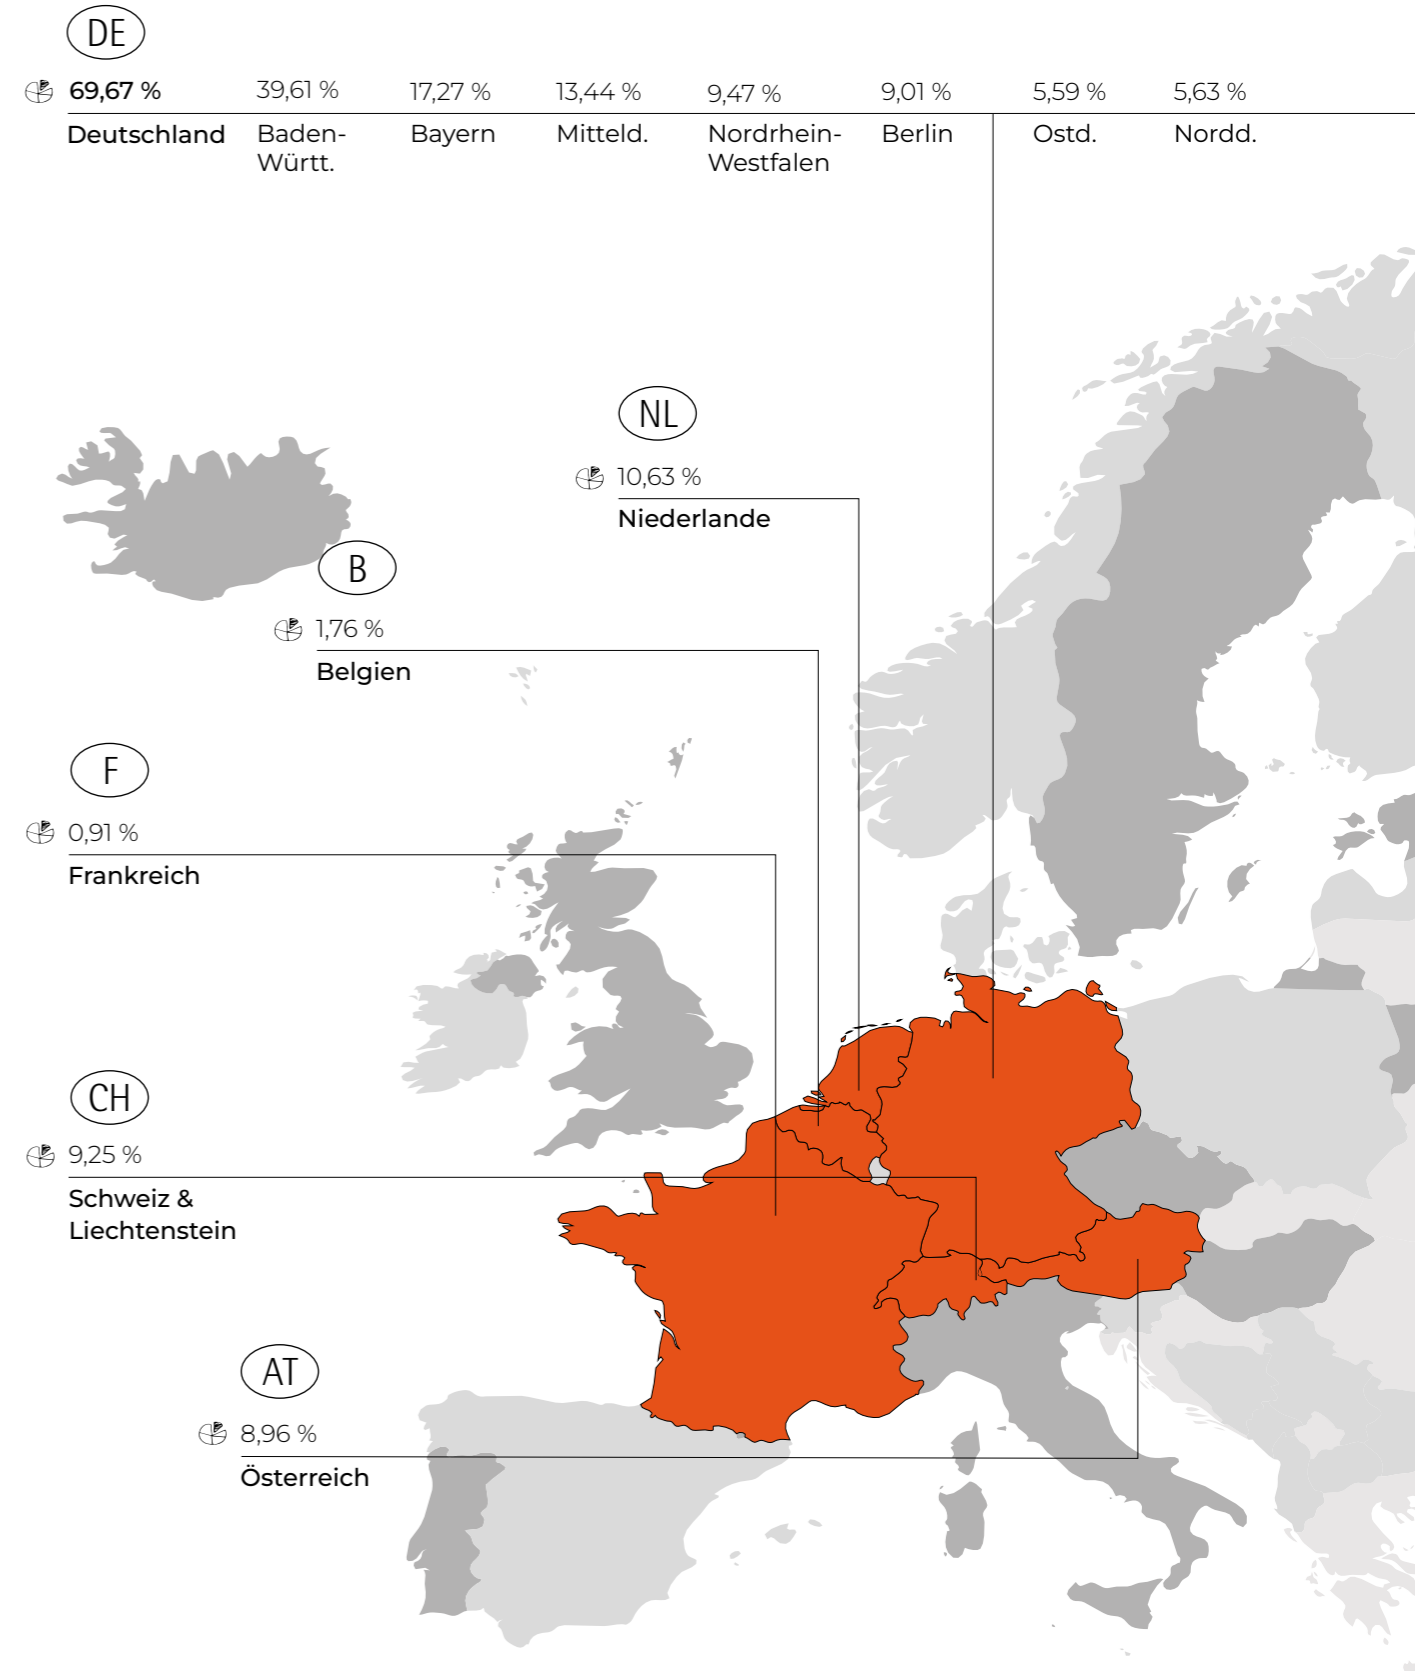 DE
69,67 % 39,61 % 17,27 % 13,44 % 9,47 % 9,01 % 5,59 % 5,63 %
Deutschland Baden- Bayern Mitteld. Nordrhein- Berlin Ostd. Nordd.
Württ. Westfalen
NL
10,63 %
Niederlande
B
1,76 %
Belgien
F
0,91 %
Frankreich
CH
9,25 %
Schweiz &
Liechtenstein
AT
8,96 %
Österreich